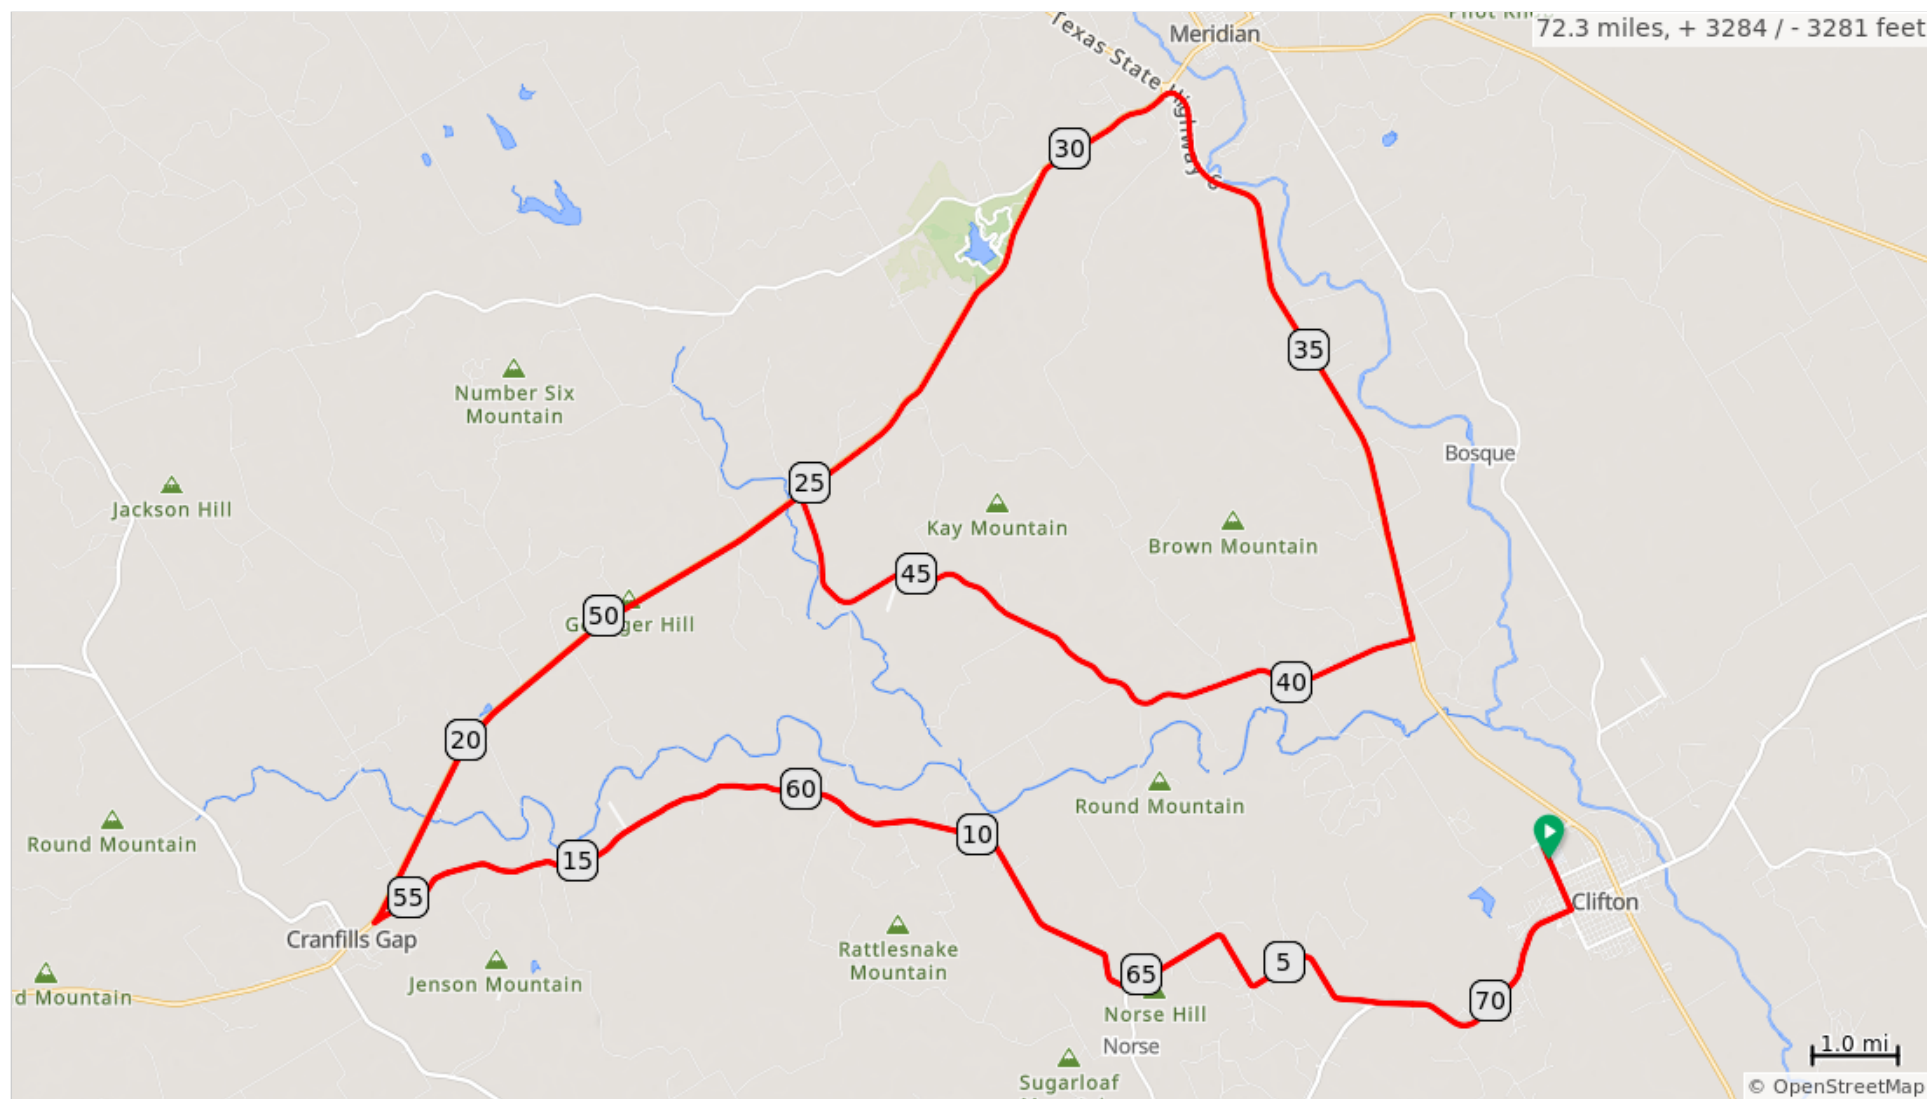 Pilot Kn
72.3 miles, + 3284 / - 3281 feet
Meridian
Texas State Highway 6
30
35
Number Six
Mountain
Bosque
25
Jackson Hill
Kay Mountain
Brown Mountain
45
50
ger Hill
40
20
60
Round Mountain
10
Round Mountain
15
55
Clifton
Cranfills Gap
Rattlesnake
Mountain
5
65
Jenson Mountain
d Mountain
70
Norse Hill
Norse
1.0 mi
Sugarloaf
© OpenStreetMap